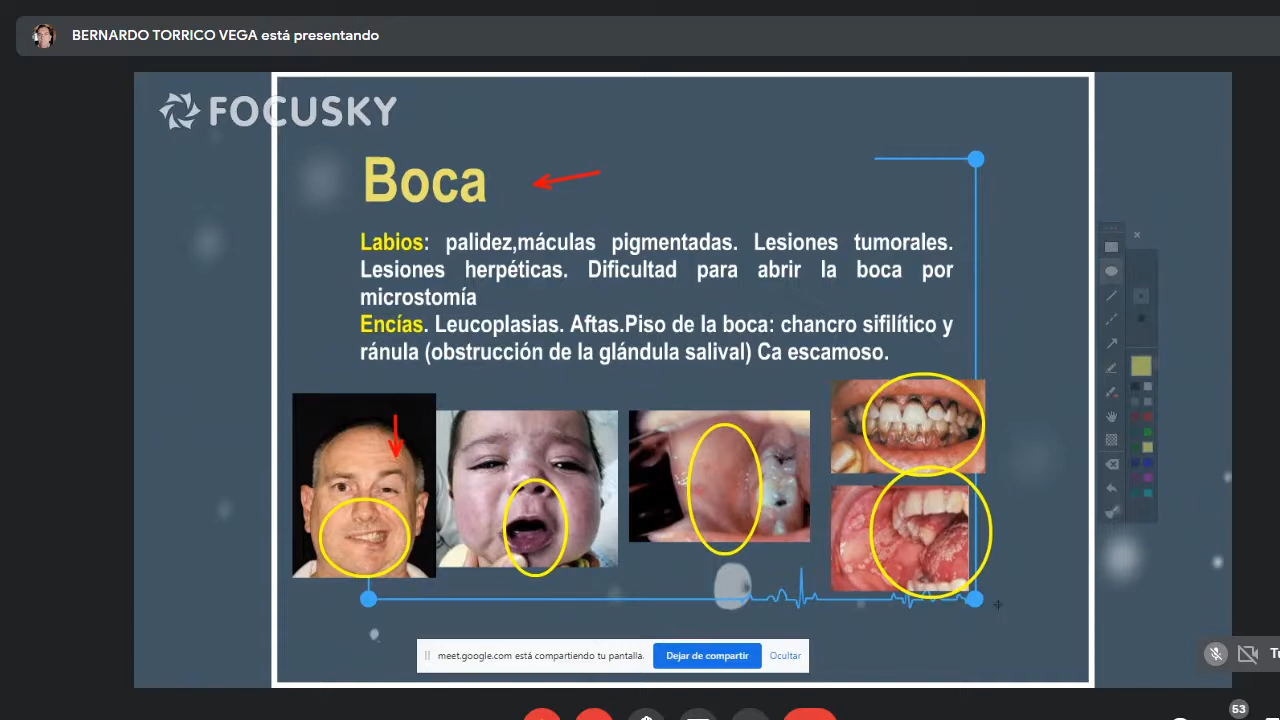 BERNARDO TORRICO VEGA está presentando
FOCUSKY
Boca
Labios: palidez,máculas pigmentadas. Lesiones tumorales.
Lesiones herpéticas. Dificultad para abrir la boca por
microstomía
Encías. Leucoplasias. Aftas.Piso de la boca: chancro sifilítico y
ránula (obstrucción de la glándula salival) Ca escamoso.
meet.google.com está compartiendo tu pantalla.
Dejar de compartir
Ocultar
53